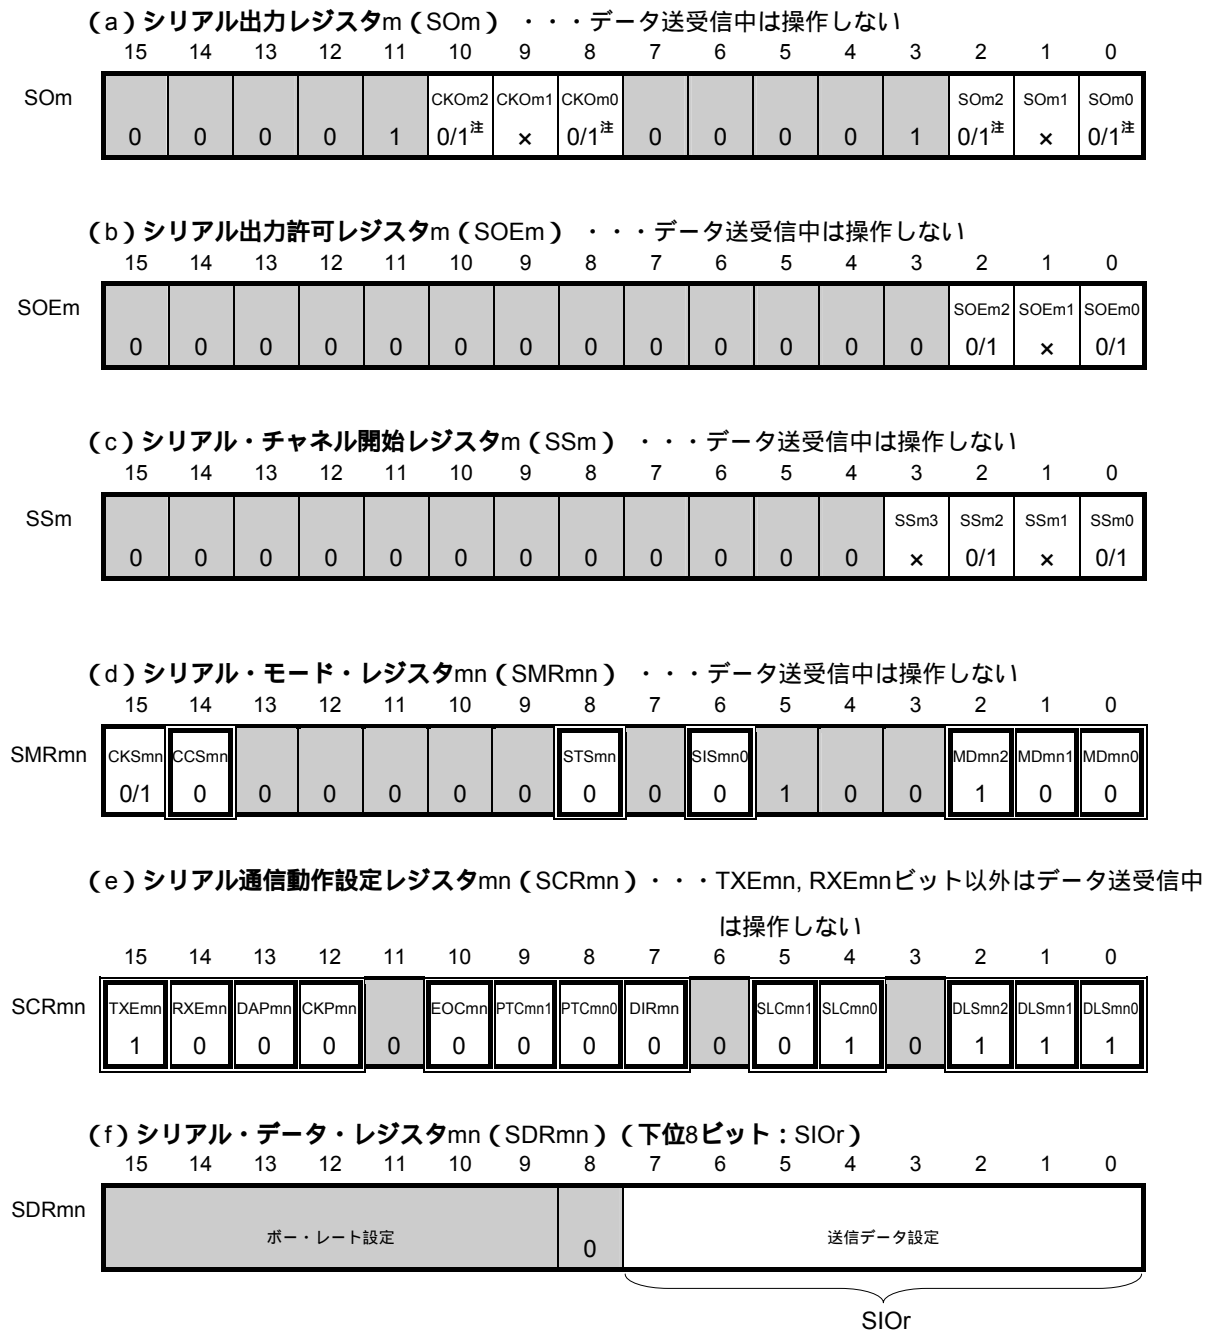 （a）シリアル出力レジスタm（SOm） ・・・データ送受信中は操作しない
15 14 13 12 11 10 9 8 7 6 5 4 3 2 1 0
SOm
CKOm2 CKOm1 CKOm0 SOm2 SOm1 SOm0
0 0 0 0 1 0/1注 × 0/1注 0 0 0 0 1 0/1注 × 0/1注
（b）シリアル出力許可レジスタm（SOEm） ・・・データ送受信中は操作しない
15 14 13 12 11 10 9 8 7 6 5 4 3 2 1 0
SOEm
SOEm2 SOEm1 SOEm0
0 0 0 0 0 0 0 0 0 0 0 0 0 0/1 × 0/1
（c）シリアル・チャネル開始レジスタm（SSm） ・・・データ送受信中は操作しない
15 14 13 12 11 10 9 8 7 6 5 4 3 2 1 0
SSm
SSm3 SSm2 SSm1 SSm0
0 0 0 0 0 0 0 0 0 0 0 0 × 0/1 × 0/1
（d）シリアル・モード・レジスタmn（SMRmn） ・・・データ送受信中は操作しない
15 14 13 12 11 10 9 8 7 6 5 4 3 2 1 0
SMRmn
CKSmn CCSmn STSmn SISmn0 MDmn2 MDmn1 MDmn0
0/1 0 0 0 0 0 0 0 0 0 1 0 0 1 0 0
（e）シリアル通信動作設定レジスタmn（SCRmn）・・・TXEmn, RXEmnビット以外はデータ送受信中
は操作しない
15 14 13 12 11 10 9 8 7 6 5 4 3 2 1 0
SCRmn
TXEmn RXEmn DAPmn CKPmn EOCmn PTCmn1 PTCmn0 DIRmn SLCmn1 SLCmn0 DLSmn2 DLSmn1 DLSmn0
1 0 0 0 0 0 0 0 0 0 0 1 0 1 1 1
（f）シリアル・データ・レジスタmn（SDRmn）（下位8ビット：SIOr）
15 14 13 12 11 10 9 8 7 6 5 4 3 2 1 0
SDRmn
ボー・レート設定 0 送信データ設定
SIOr